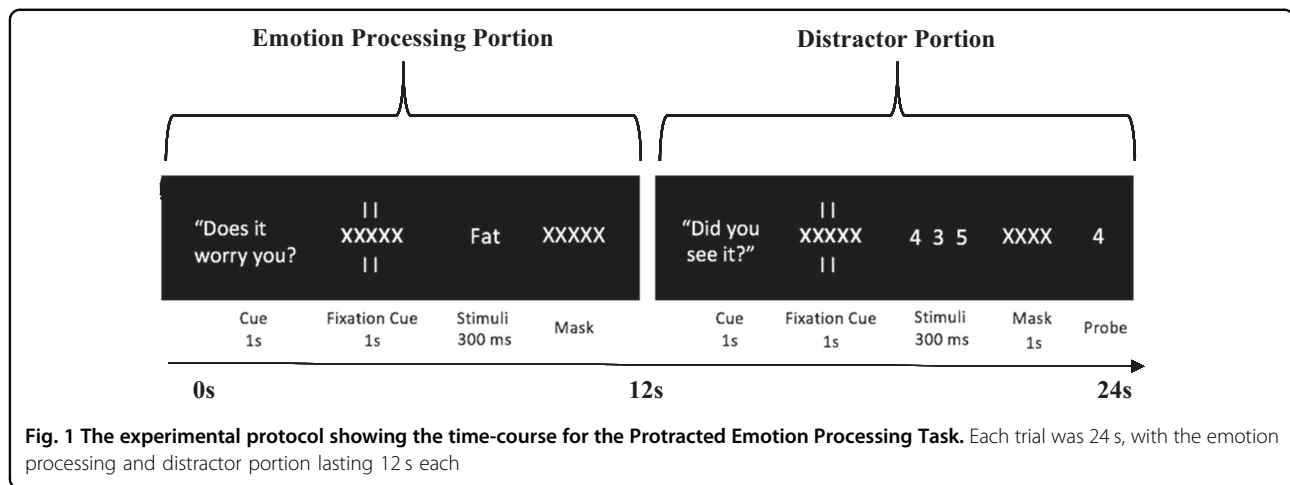 Emotion Processing Portion
Distractor Portion
"Does it
worry you?
| |
XXXXX
| |
Fat
XXXXX
"Did you
see it?"
| |
XXXXX
| |
4 3 5
XXXX
4
Cue
1s
Fixation Cue
1s
Stimuli
300 ms
Mask
Cue
1s
Fixation Cue
1s
Stimuli
300 ms
Mask
1s
Probe
0s
12s
24s
Fig. 1 The experimental protocol showing the time-course for the Protracted Emotion Processing Task. Each trial was 24 s, with the emotion
processing and distractor portion lasting 12 s each